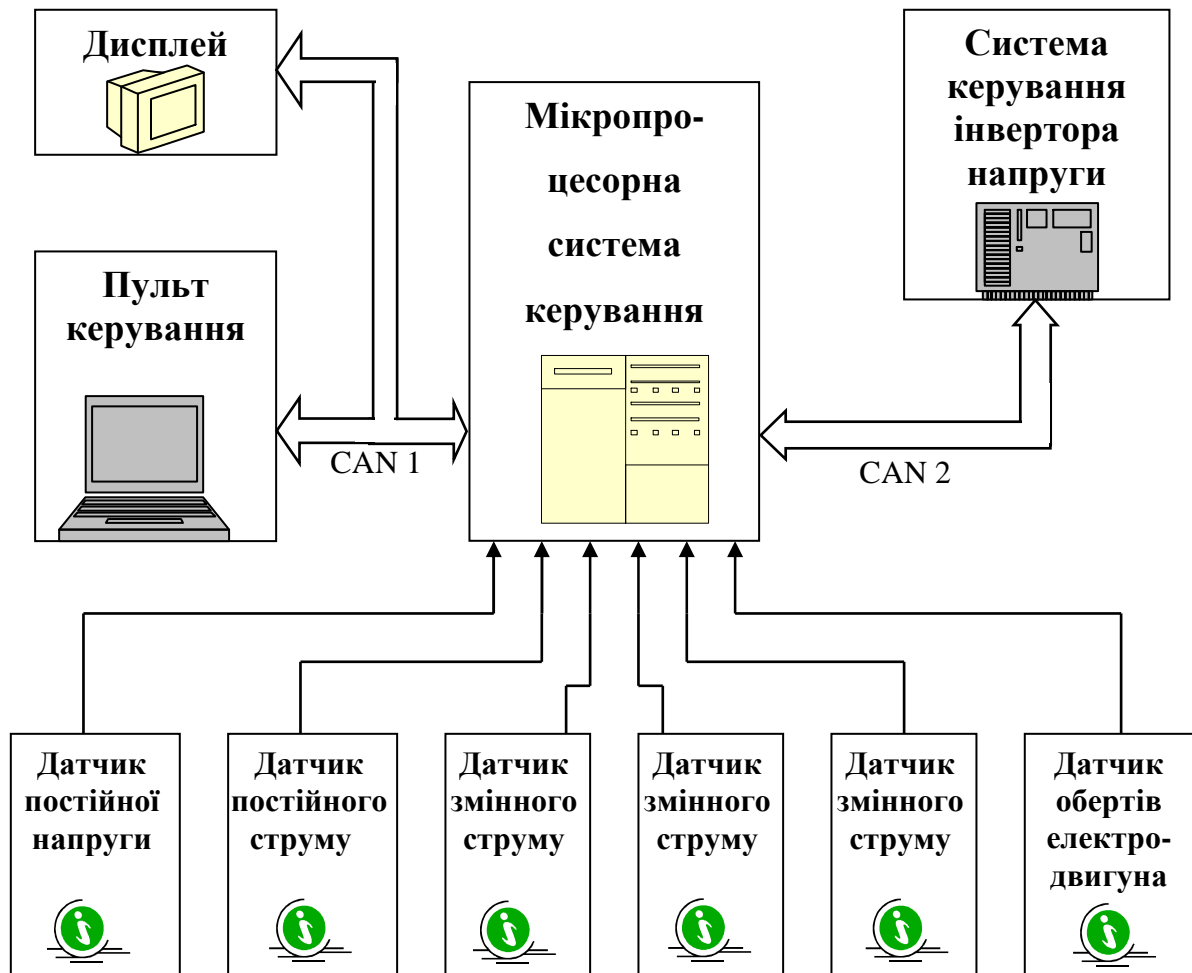 Дисплей
Мікропро-
цесорна
система
керування
Система
керування
інвертора
напруги
Пульт
керування
CAN 1
CAN 2
Датчик
постійної
напруги
Датчик
постійного
струму
Датчик
змінного
струму
Датчик
змінного
струму
Датчик
змінного
струму
Датчик
обертів
електро-
двигуна